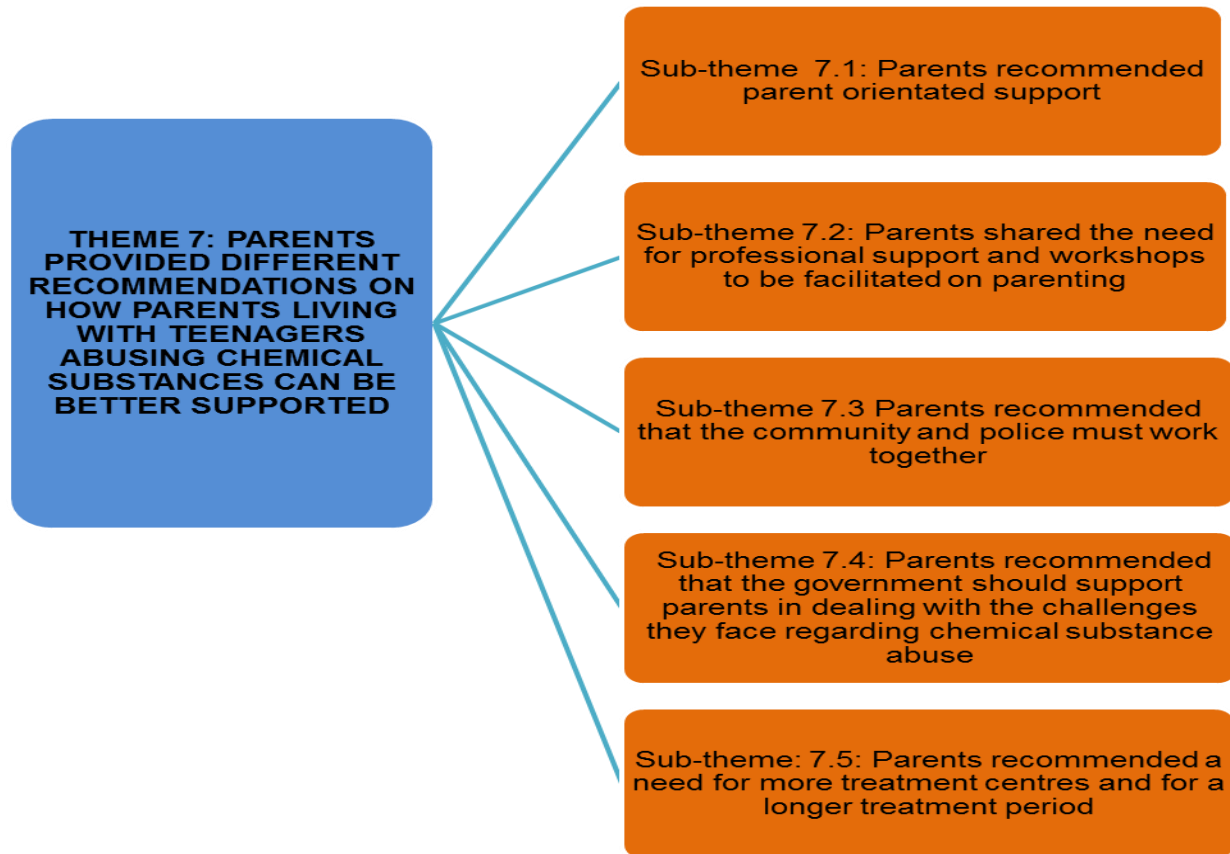 THEME 7: PARENTS
PROVIDED DIFFERENT
RECOMMENDATIONS ON
HOW PARENTS LIVING
WITH TEENAGERS
ABUSING CHEMICAL
SUBSTANCES CAN BE
BETTER SUPPORTED
Sub-theme 7.1: Parents recommended
parent orientated support
Sub-theme 7.2: Parents shared the need
for professional support and workshops
to be facilitated on parenting
Sub-theme 7.3 Parents recommended
that the community and police must work
together
Sub-theme 7.4: Parents recommended
that the government should support
parents in dealing with the challenges
they face regarding chemical substance
abuse
Sub-theme: 7.5: Parents recommended a
need for more treatment centres and for a
longer treatment period